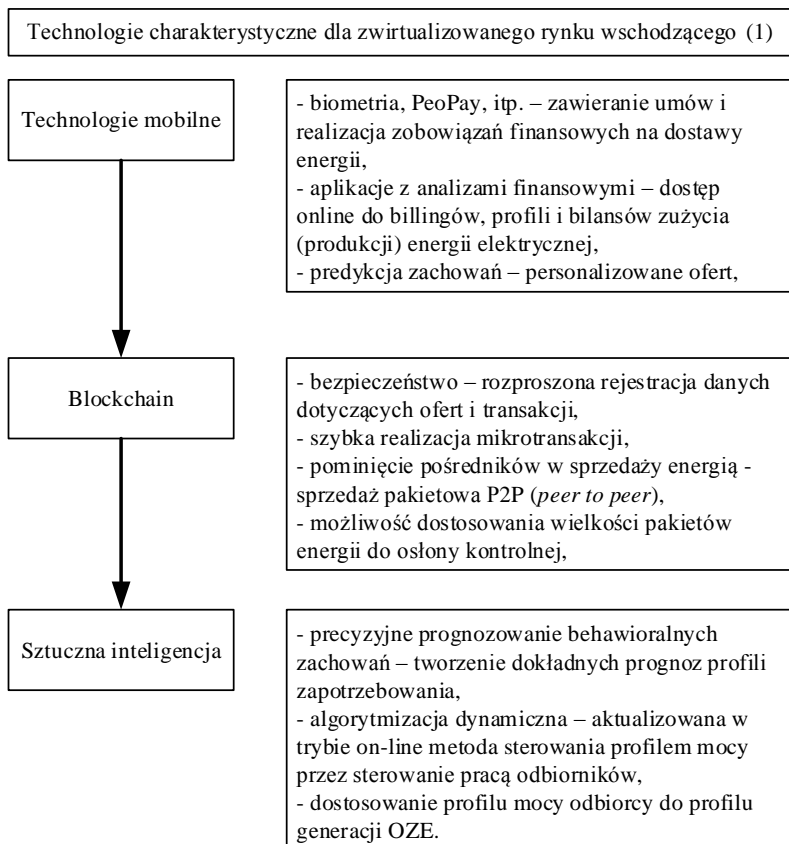 Technologie charakterystyczne dla zwirtualizowanego rynku wschodzącego (1)
Technologie mobilne
- biometria, PeoPay, itp. – zawieranie umów i
realizacja zobowiązań finansowych na dostawy
energii,
- aplikacje z analizami finansowymi – dostęp
online do billingów, profili i bilansów zużycia
(produkcji) energii elektrycznej,
- predykcja zachowań – personalizowane ofert,
Blockchain
- bezpieczeństwo – rozproszona rejestracja danych
dotyczących ofert i transakcji,
- szybka realizacja mikrotransakcji,
- pominięcie pośredników w sprzedaży energią -
sprzedaż pakietowa P2P (peer to peer),
- możliwość dostosowania wielkości pakietów
energii do osłony kontrolnej,
Sztuczna inteligencja
- precyzyjne prognozowanie behawioralnych
zachowań – tworzenie dokładnych prognoz profili
zapotrzebowania,
- algorytmizacja dynamiczna – aktualizowana w
trybie on-line metoda sterowania profilem mocy
przez sterowanie pracą odbiorników,
- dostosowanie profilu mocy odbiorcy do profilu
generacji OZE.